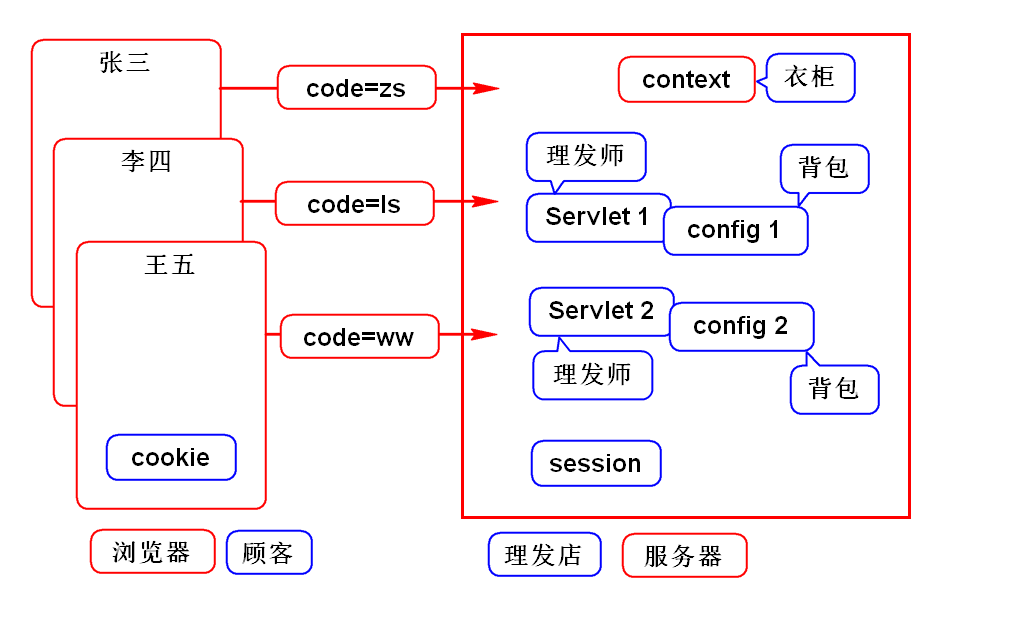 张三
code=zs
context
衣柜
理发师
背包
李四
code=ls
Servlet 1
config 1
王五
code=ww
Servlet 2
config 2
理发师
背包
cookie
session
浏览器
顾客
理发店
服务器